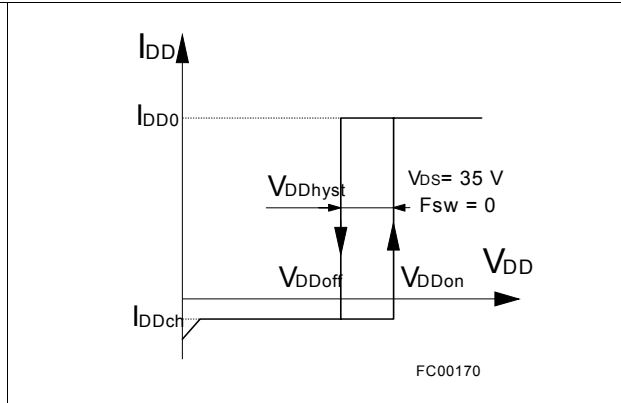 IDD
IDD0
VDDhyst
VDS= 35 V
Fsw = 0
VDDoff
VDDon
VDD
IDDch
FC00170